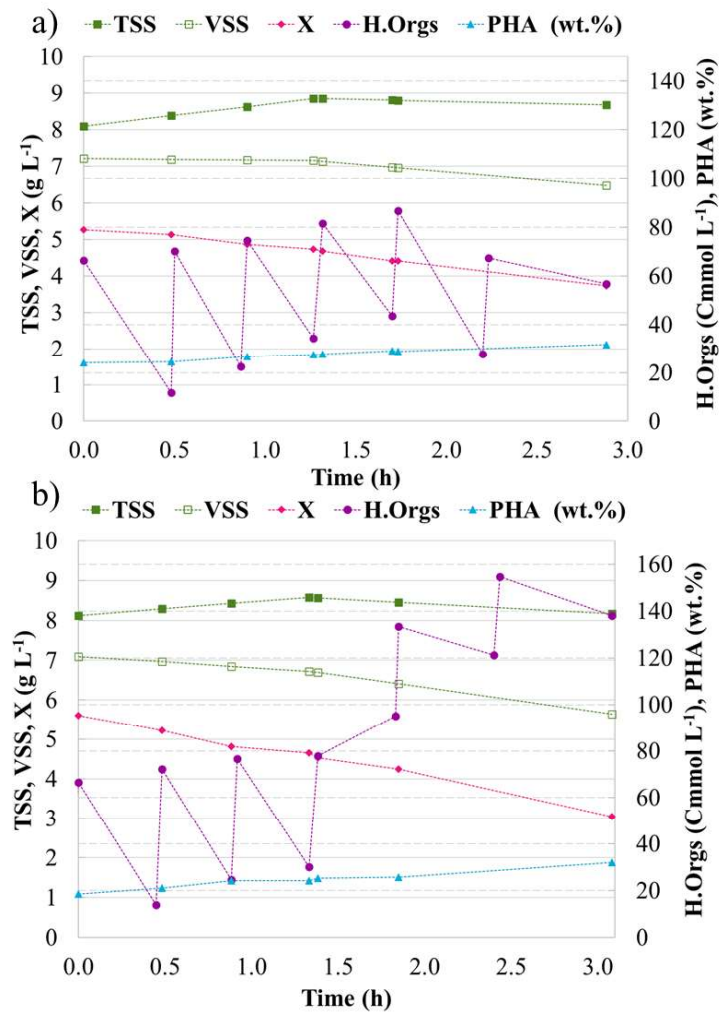 a)
TSS VSS X H.Orgs PHA (wt.%)
10 140
9 120
8 100
7 80
6 60
5 40
4 20
3 0
2
1
0
TSS, VSS, X (g L-1)
H.Orgs (Cmmol L-1), PHA (wt.%)
0.0 0.5 1.0 1.5 2.0 2.5 3.0
Time (h)
b)
TSS VSS X H.Orgs PHA (wt.%)
10 160
9 140
8 120
7 100
6 80
5 60
4 40
3 20
2 0
1
0
TSS, VSS, X (g L-1)
H.Orgs (Cmmol L-1), PHA (wt.%)
0.0 0.5 1.0 1.5 2.0 2.5 3.0
Time (h)